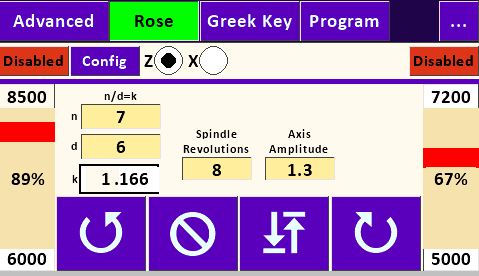 Advanced Rose Greek Key Program ...
Disabled Config Z X Disabled
8500 n/d=k 7200
n 7
d 6 Spindle Revolutions Axis Amplitude
89% k 1.166 8 1.3 67%
6000 5000